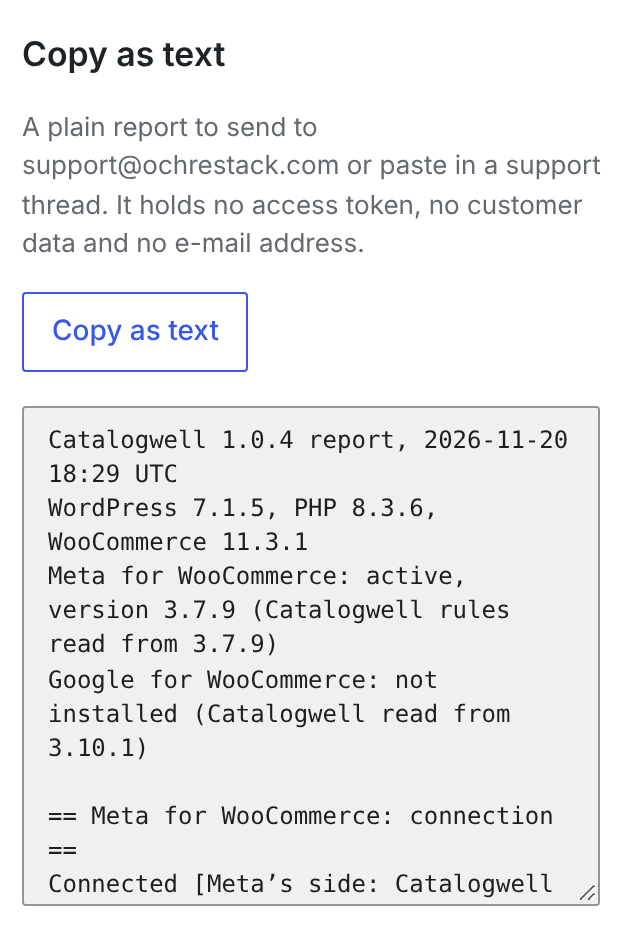 Copy as text
A plain report to send to
support@ochrestack.com or paste in a support
thread. It holds no access token, no customer
data and no e-mail address.
Copy as text
Catalogwell 1.0.4 report, 2026-11-20
18:29 UTC
WordPress 7.1.5, PHP 8.3.6,
WooCommerce 11.3.1
Meta for WooCommerce: active,
version 3.7.9 (Catalogwell rules
read from 3.7.9)
Google for WooCommerce: not
installed (Catalogwell read from
3.10.1)
== Meta for WooCommerce: connection
==
Connected [Meta’s side: Catalogwell